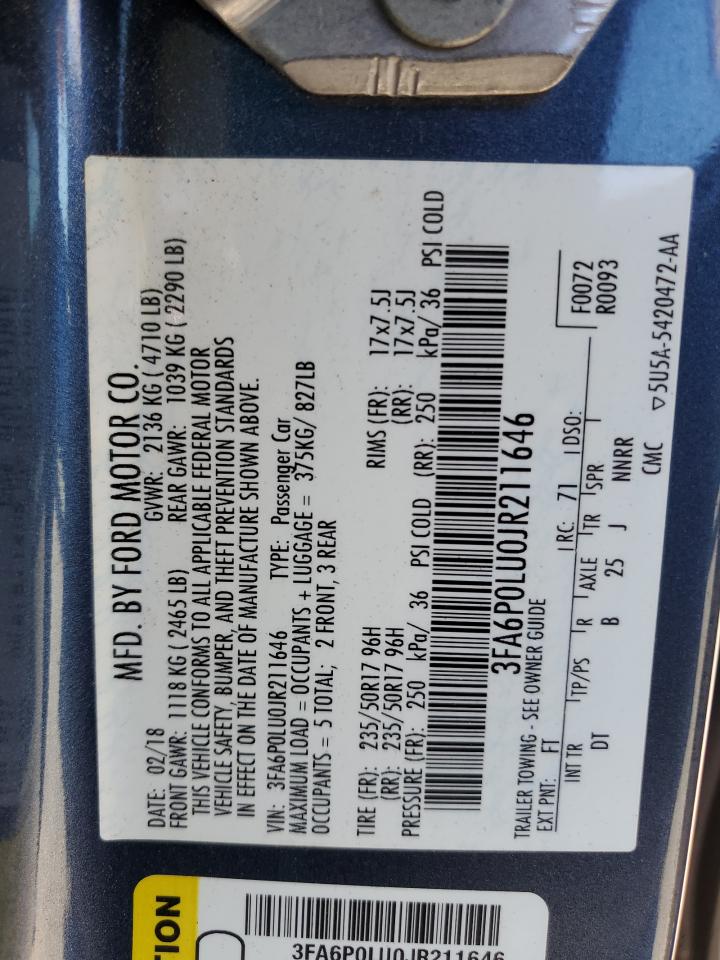 MFD. BY FORD MOTOR CO.
DATE: 02/18 GVWR: 2136 KG ( 4710 LB)
FRONT GAWR: 1118 KG ( 2465 LB) REAR GAWR: 1039 KG ( 2290 LB)
THIS VEHICLE CONFORMS TO ALL APPLICABLE FEDERAL MOTOR
VEHICLE SAFETY, BUMPER, AND THEFT PREVENTION STANDARDS
IN EFFECT ON THE DATE OF MANUFACTURE SHOWN ABOVE.
VIN: 3FA6P0LU0JR211646 TYPE: Passenger Car
MAXIMUM LOAD = OCCUPANTS + LUGGAGE = 375KG/ 827LB
OCCUPANTS = 5 TOTAL; 2 FRONT, 3 REAR
TIRE (FR): 235/50R17 96H RIMS (FR): 17x7.5J
(RR): 235/50R17 96H (RR): 17x7.5J
PRESSURE (FR): 250 kPa/ 36 PSI COLD (RR): 250 kPa/ 36 PSI COLD
3FA6P0LU0JR211646
TRAILER TOWING - SEE OWNER GUIDE
EXT PNT: FT RC: 71 DSO: F0072
R0093
INT TR TP/PS R AXLE TR SPR
DT B 25 J NNRR
CMC ▽5U5A-5420472-AA
TION
3FA6P0LU0JR211646